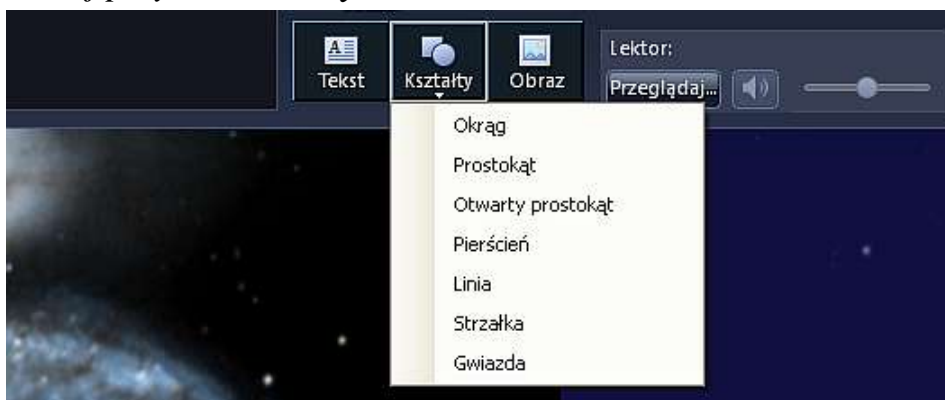 Tekst
Kształty
Obraz
Lektor:
Przeglądaj...
Okrąg
Prostokąt
Otwarty prostokąt
Pierścień
Linia
Strzałka
Gwiazda